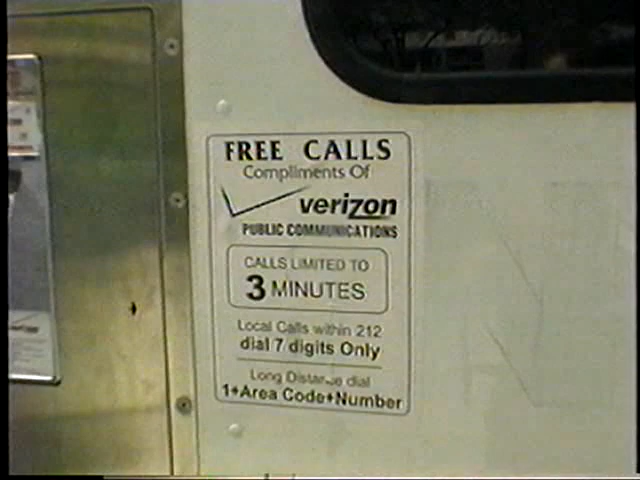 FREE CALLS
Compliments Of
verizon
PUBLIC COMMUNICATIONS
CALLS LIMITED TO
3 MINUTES
Local Calls within 212
dial 7 digits Only
Long Distance dial
1+Area Code+Number